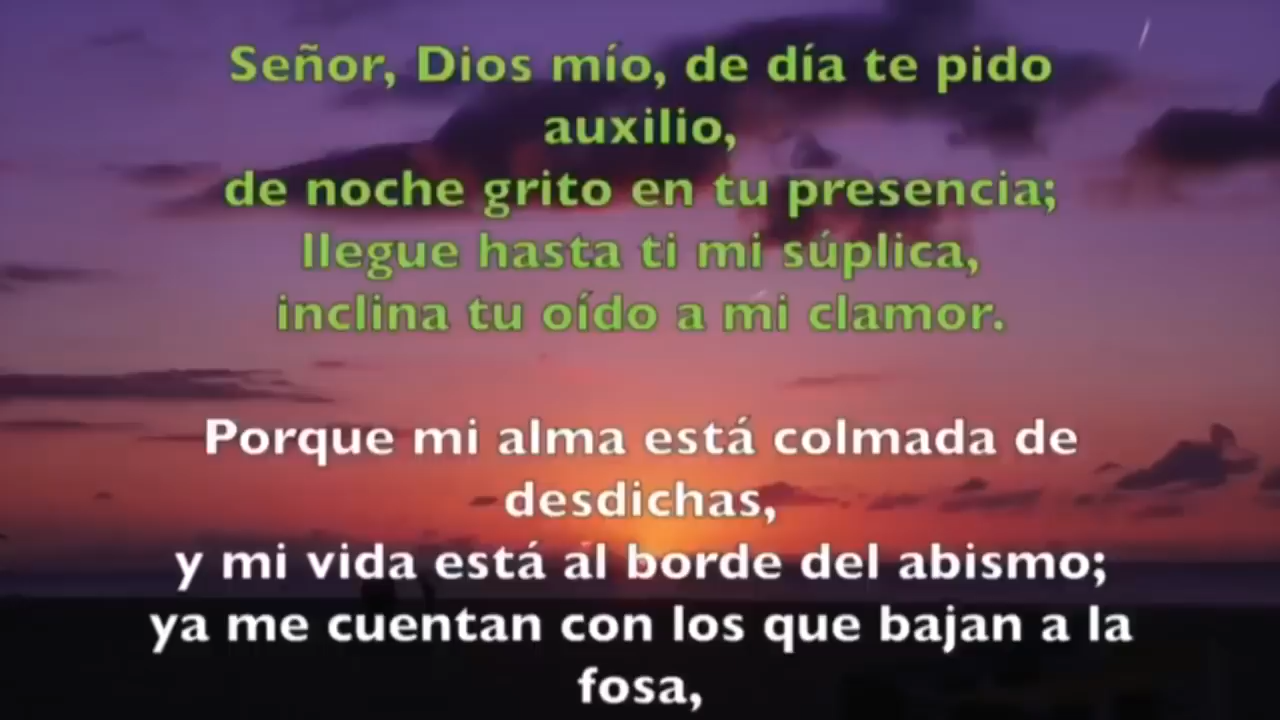 Señor, Dios mío, de día te pido
auxilio,
de noche grito en tu presencia;
llegue hasta ti mi súplica,
inclina tu oído a mi clamor.
Porque mi alma está colmada de
desdichas,
y mi vida está al borde del abismo;
ya me cuentan con los que bajan a la
fosa,